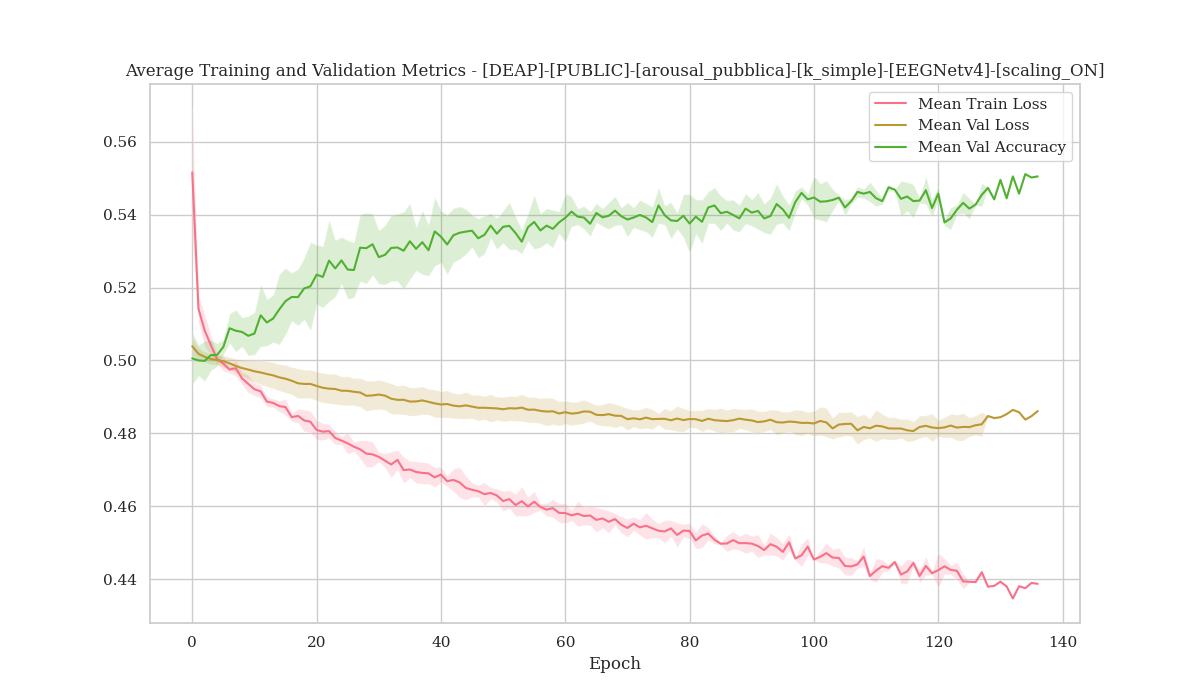 Average Training and Validation Metrics - [DEAP]-[PUBLIC]-[arousal_pubblica]-[k_simple]-[EEGNetv4]-[scaling_ON]
Mean Train Loss
Mean Val Loss
Mean Val Accuracy
0.56
0.54
0.52
0.50
0.48
0.46
0.44
0 20 40 60 80 100 120 140
Epoch